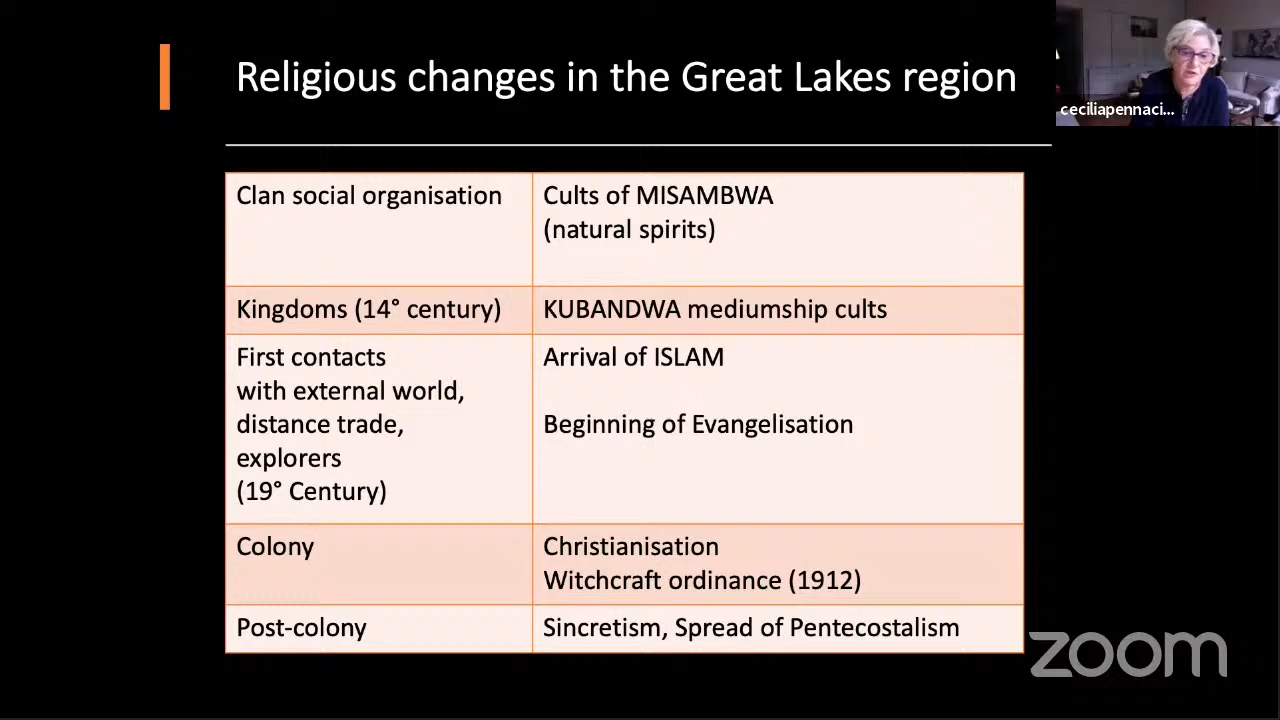 Religious changes in the Great Lakes region
ceciliapennaci...
Clan social organisation
Cults of MISAMBWA
(natural spirits)
Kingdoms (14° century)
KUBANDWA mediumship cults
First contacts
with external world,
distance trade,
explorers
(19° Century)
Arrival of ISLAM
Beginning of Evangelisation
Colony
Christianisation
Witchcraft ordinance (1912)
Post-colony
Sincretism, Spread of Pentecostalism
zoom